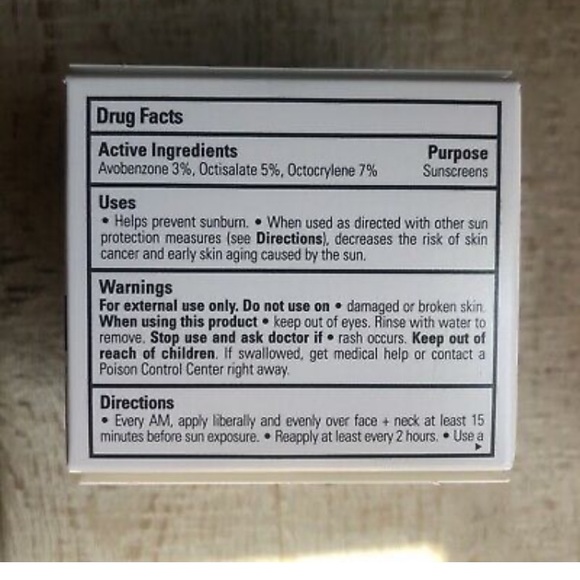 Drug Facts
Active Ingredients Purpose
Avobenzone 3%, Octisalate 5%, Octocrylene 7% Sunscreens
Uses
• Helps prevent sunburn. • When used as directed with other sun
protection measures (see Directions), decreases the risk of skin
cancer and early skin aging caused by the sun.
Warnings
For external use only. Do not use on • damaged or broken skin.
When using this product • keep out of eyes. Rinse with water to
remove. Stop use and ask doctor if • rash occurs. Keep out of
reach of children. If swallowed, get medical help or contact a
Poison Control Center right away.
Directions
• Every AM, apply liberally and evenly over face + neck at least 15
minutes before sun exposure. • Reapply at least every 2 hours. • Use a